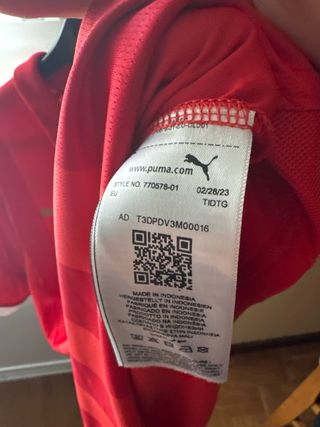 www.puma.com
STYLE NO. 770578-01 02/28/23
EU TIDTG
AD T3DPDV3M00016
MADE IN INDONESIA
HERGESTELLT IN INDONESIEN
FABRIQUÉ EN INDONÉSIE
FABRICADO EN INDONESIA
PRODOTTO IN INDONESIA